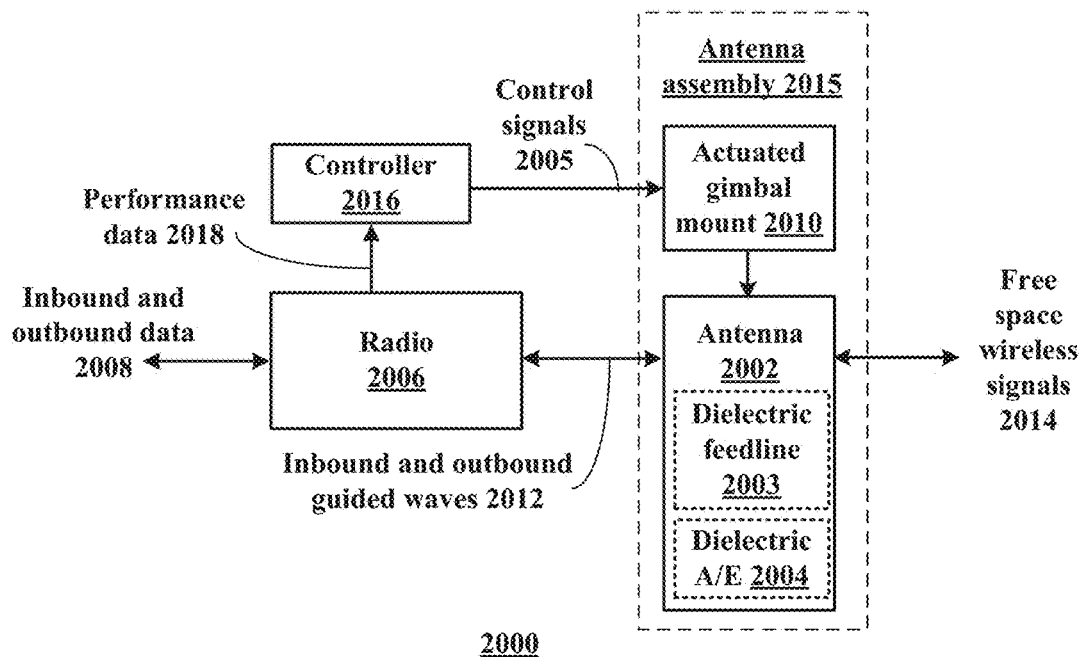 Antenna
assembly 2015
Control
signals
2005
Controller
2016
Actuated
gimbal
mount 2010
Performance
data 2018
Inbound and
outbound data
2008
Radio
2006
Antenna
2002
Dielectric
feedline
2003
Dielectric
A/E 2004
Free
space
wireless
signals
2014
Inbound and outbound
guided waves 2012
2000